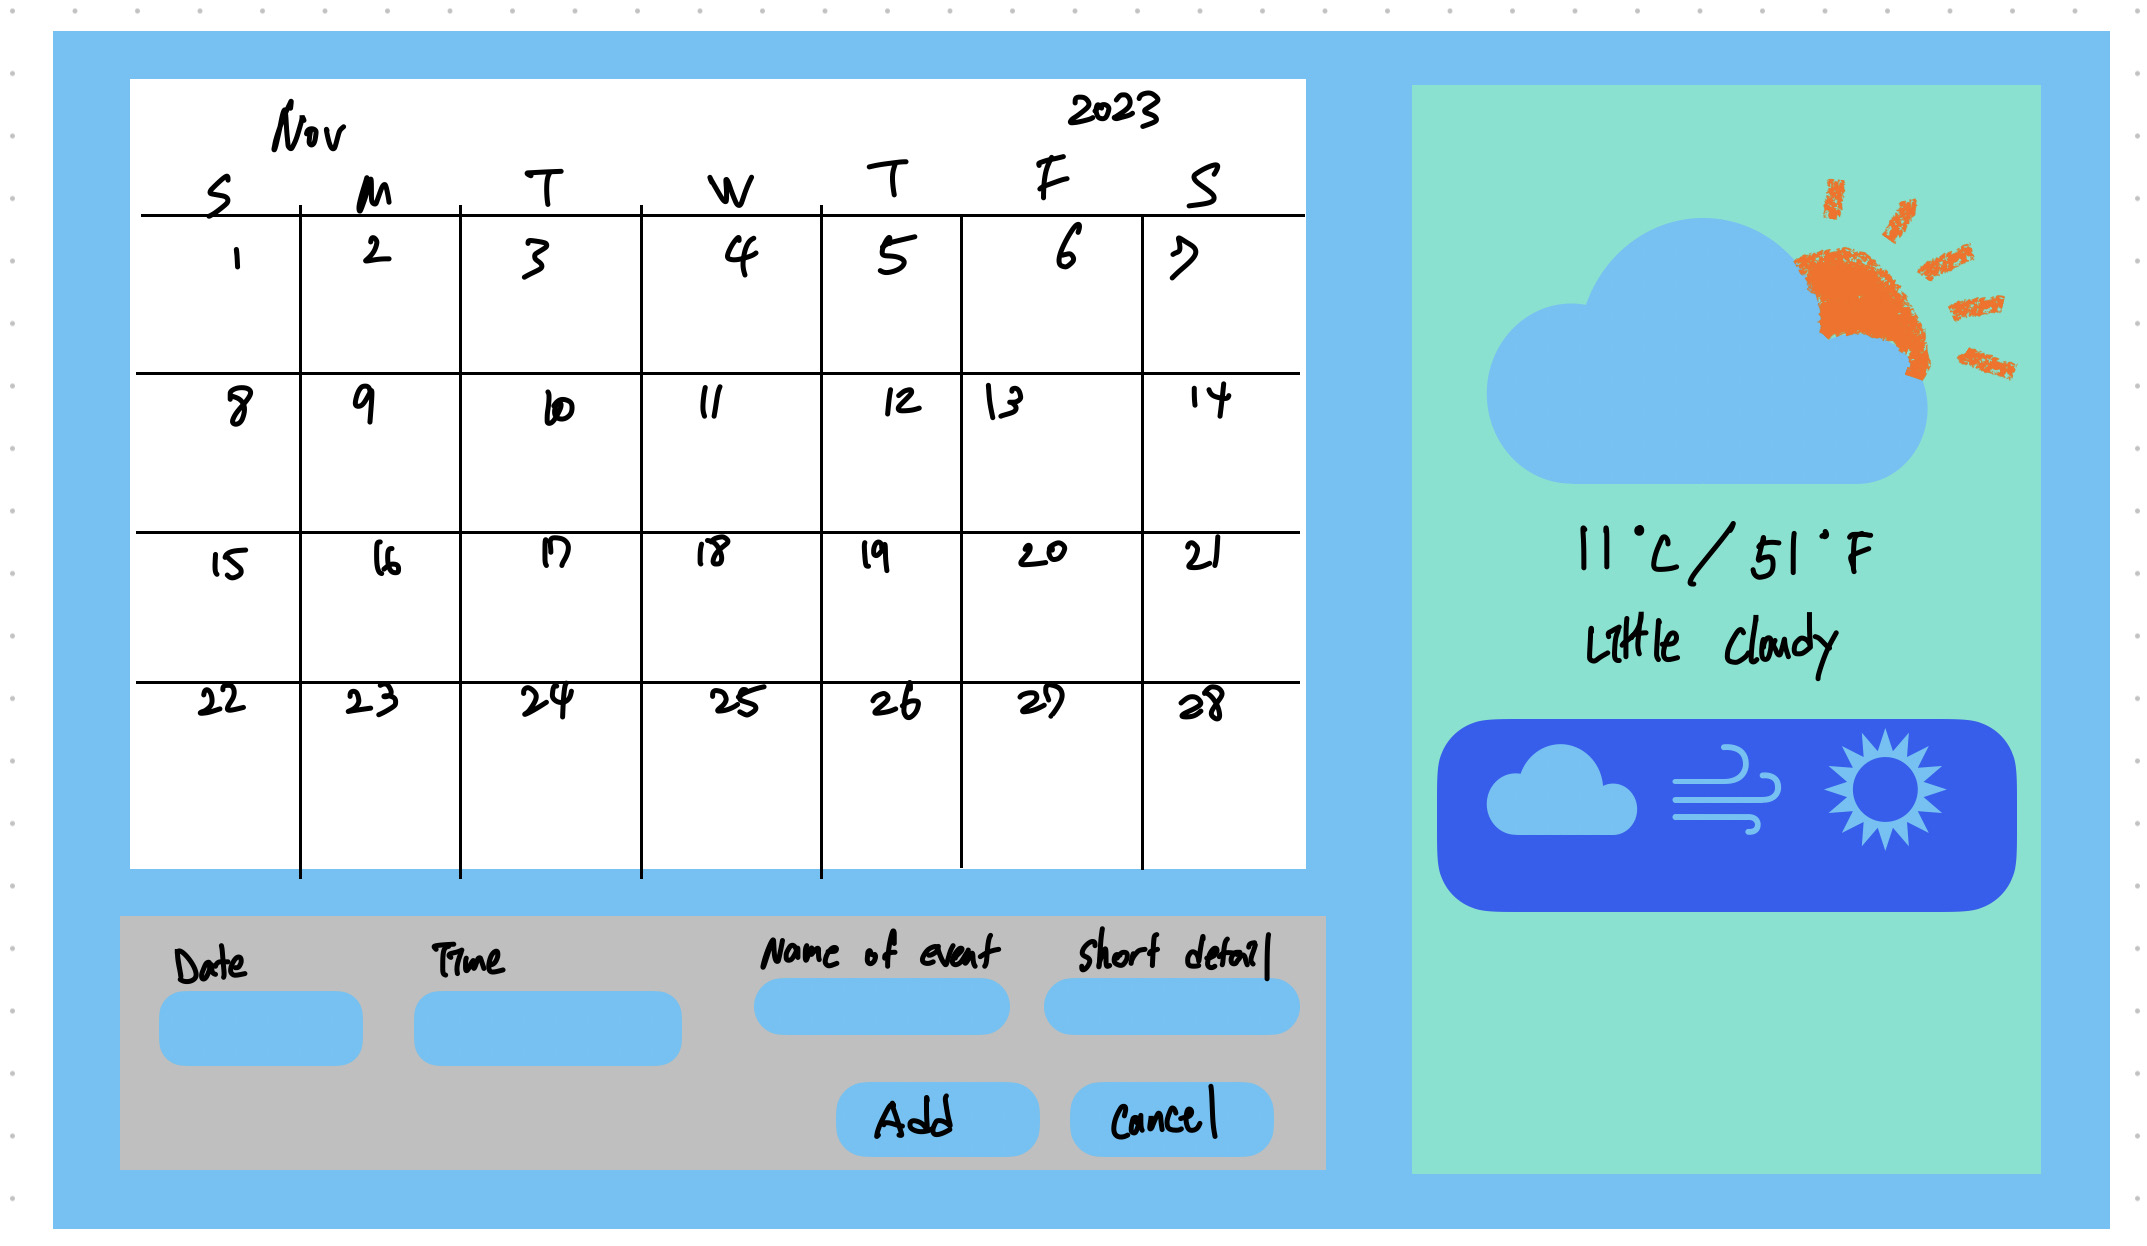 Nov 2023
S M T W T F S
1 2 3 4 5 6 7
8 9 10 11 12 13 14
15 16 17 18 19 20 21
22 23 24 25 26 27 28
Date Time Name of event Short detail
Add Cancel
11°C/51°F
Little Cloudy